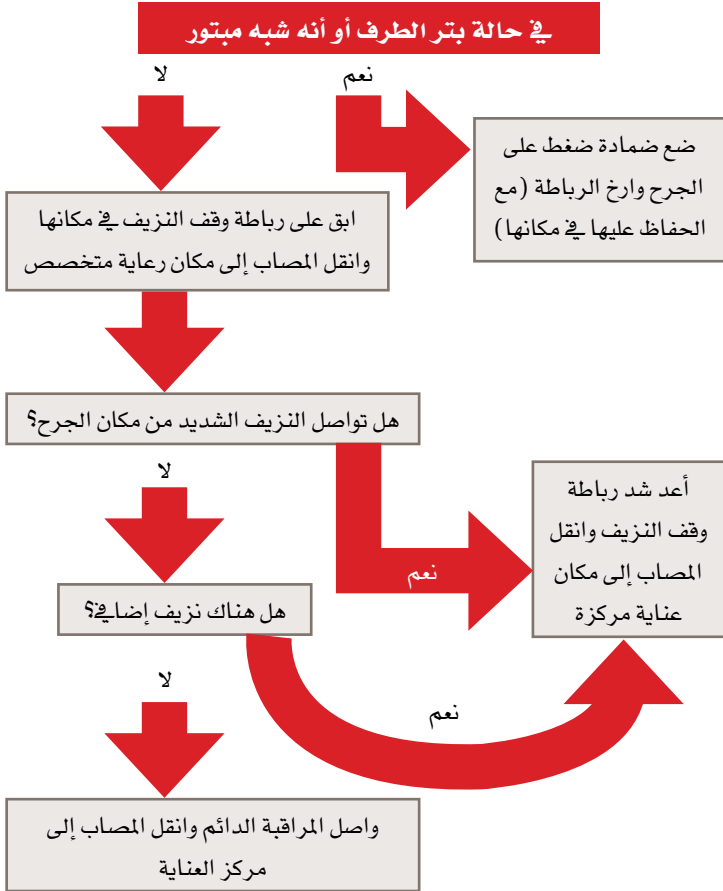 في حالة بتر الطرف أو أنه شبه مبتور
نعم
لا
ضع ضمادة ضغط على
الجرح وارخ الرباطة (مع
الحفاظ عليها في مكانها)
ابق على رباطة وقف النزيف في مكانها
وانقل المصاب إلى مكان رعاية متخصص
هل تواصل النزيف الشديد من مكان الجرح؟
لا
نعم
أعد شد رباطة
وقف النزيف وانقل
المصاب إلى مكان
عناية مركزة
هل هناك نزيف إضافي؟
لا
نعم
واصل المراقبة الدائم وانقل المصاب إلى
مركز العناية